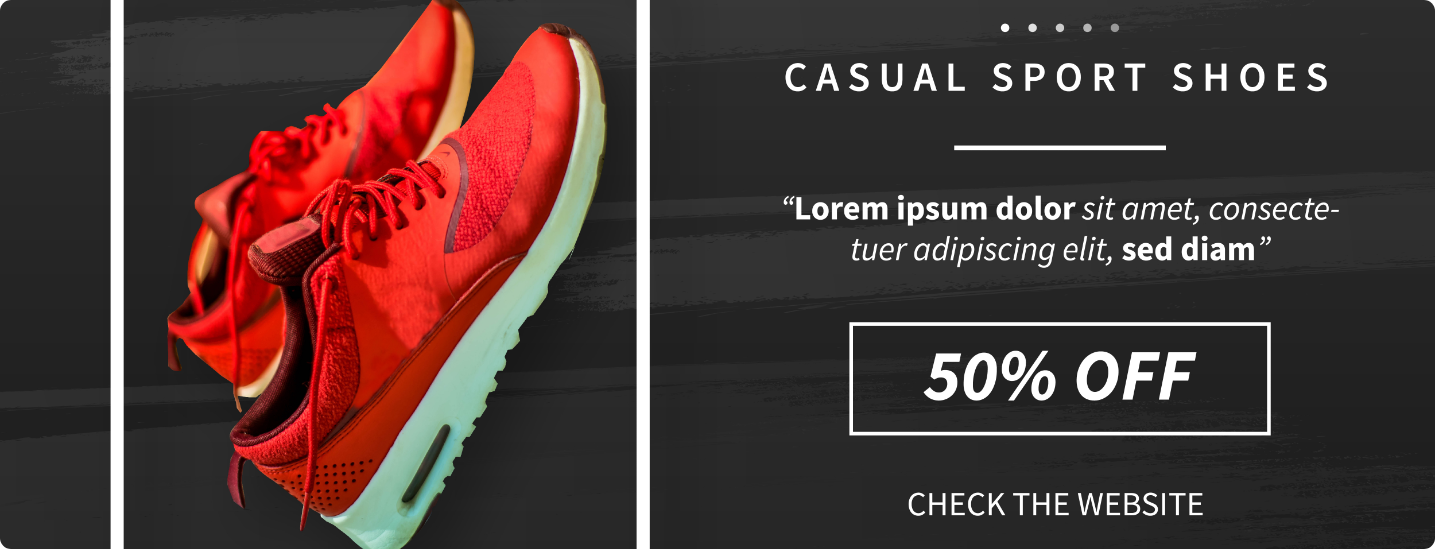 CASUAL SPORT SHOES
“Lorem ipsum dolor sit amet, consecte-
tuer adipiscing elit, sed diam”
50% OFF
CHECK THE WEBSITE